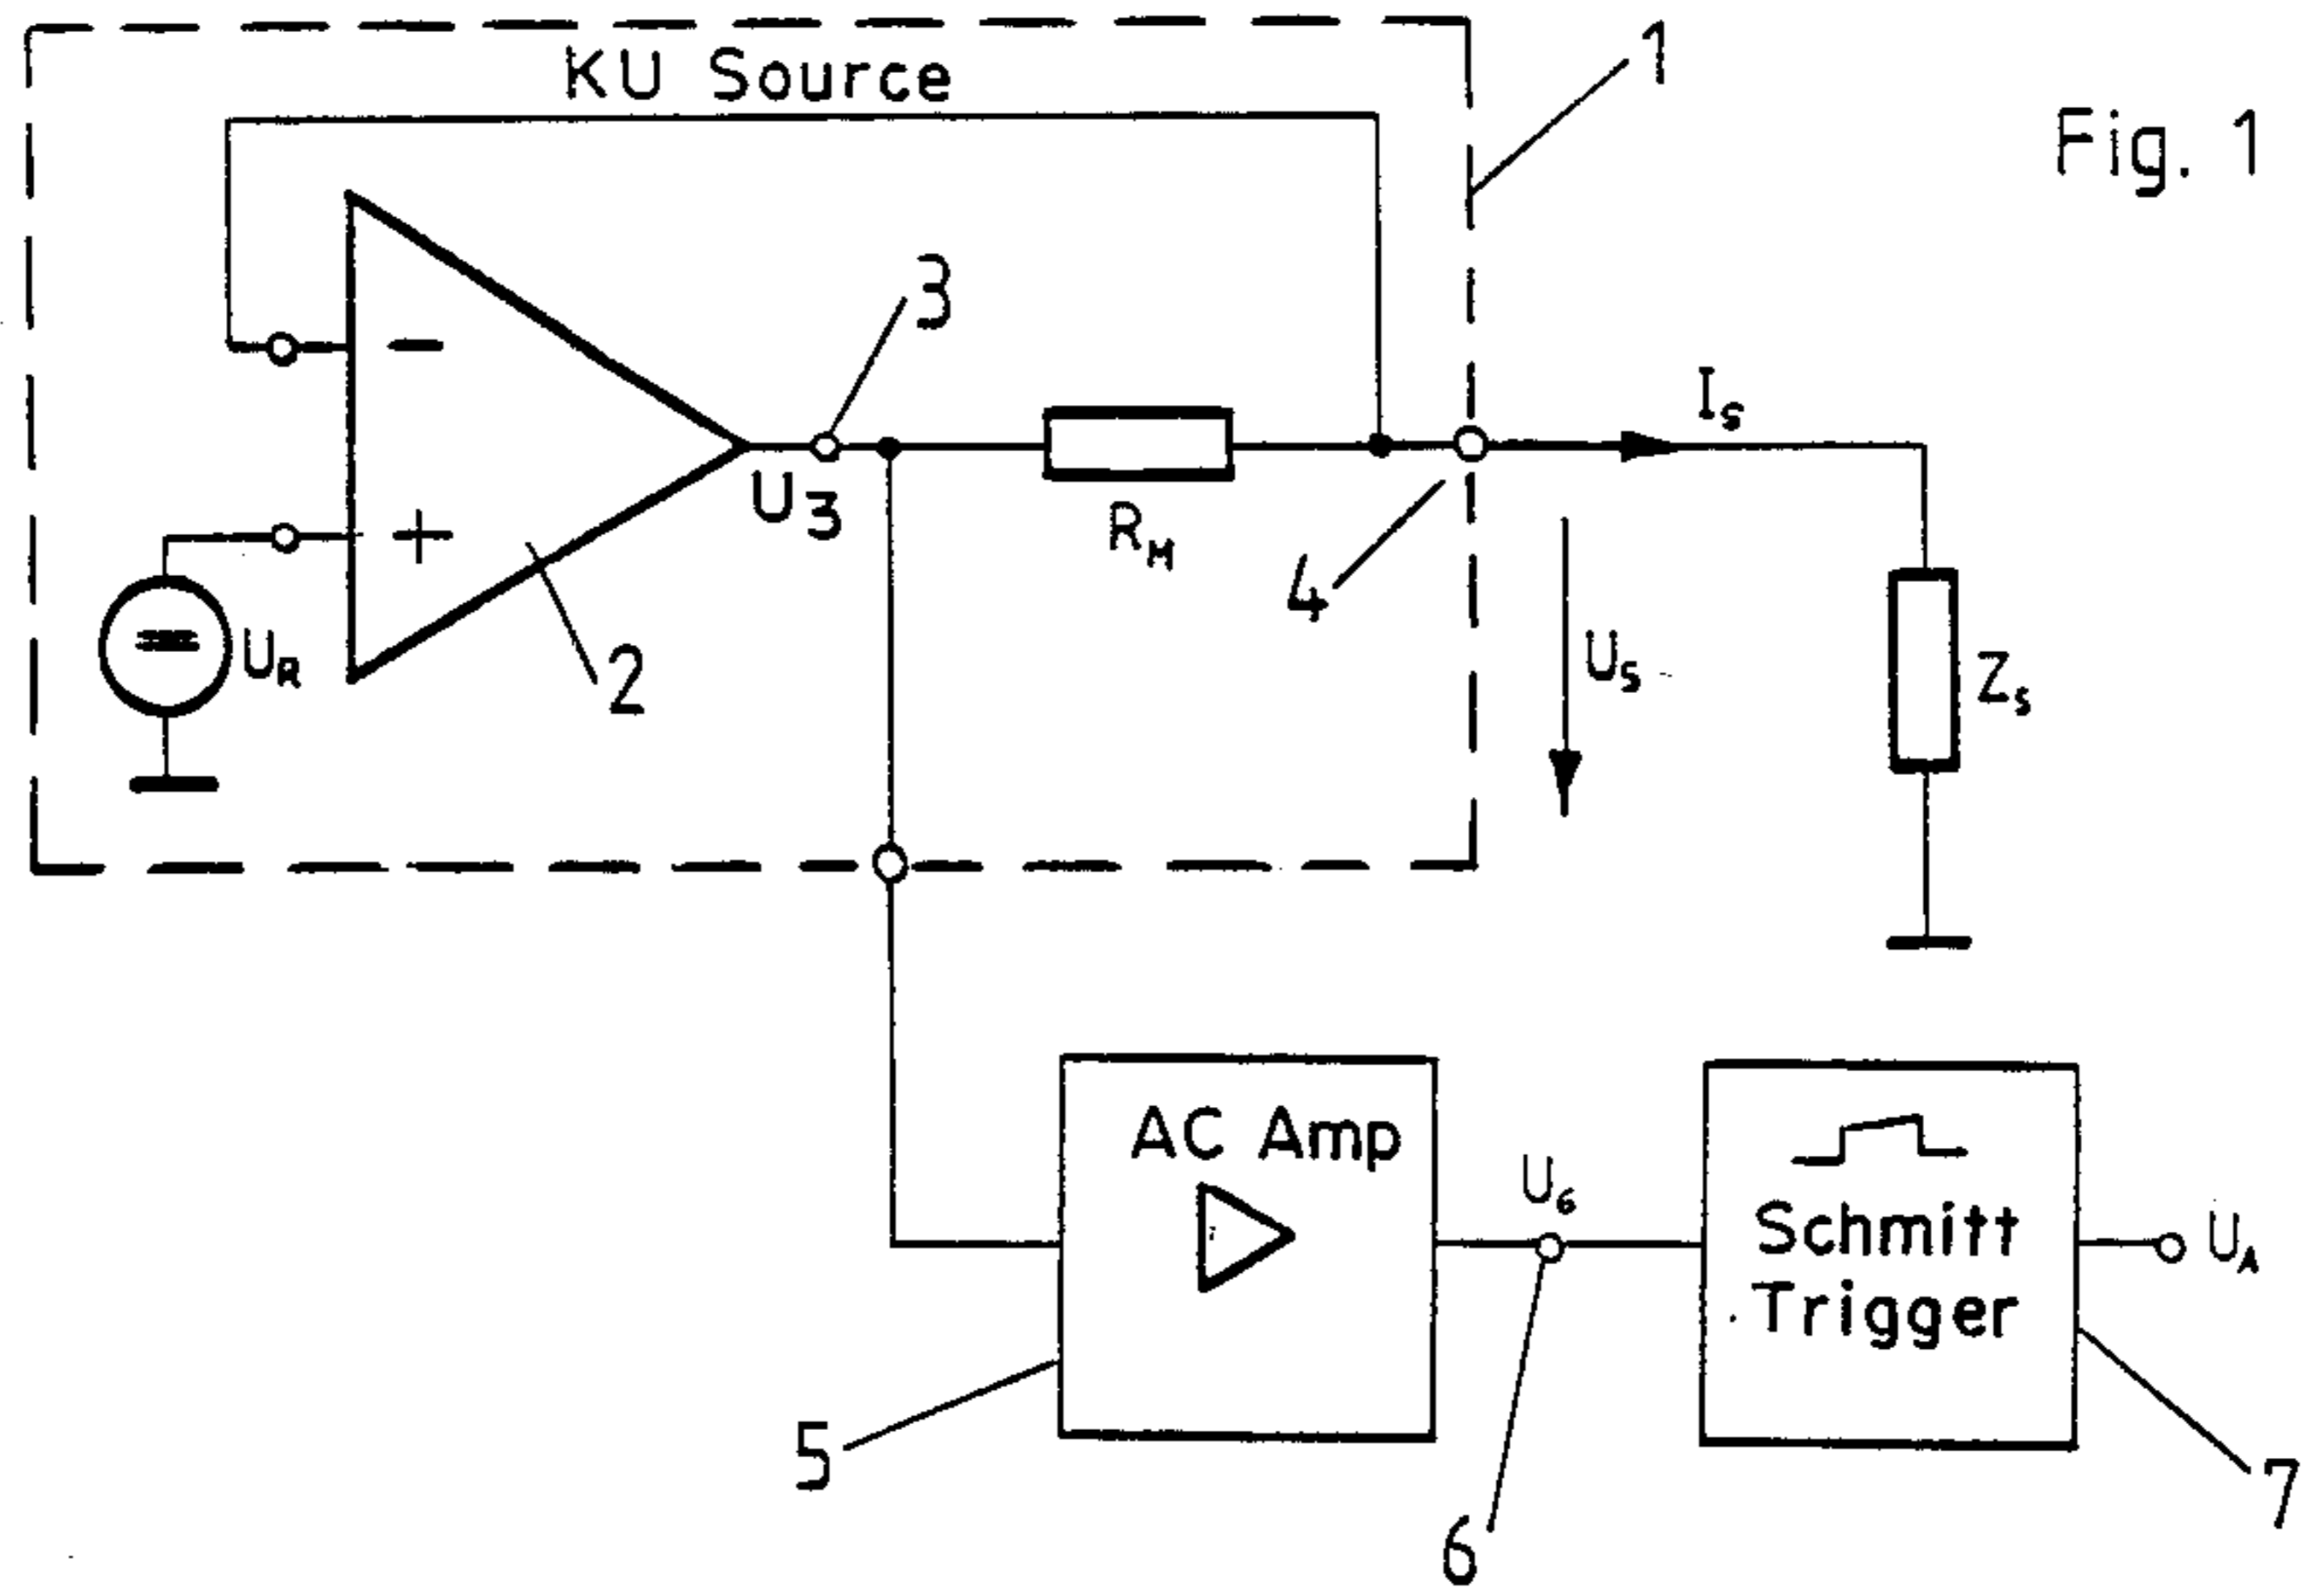 KU Source
1
Fig. 1
3
-
U3
RM
4
IS
+
UR
2
US
ZS
AC Amp
U6
Schmitt
Trigger
UA
5
6
7